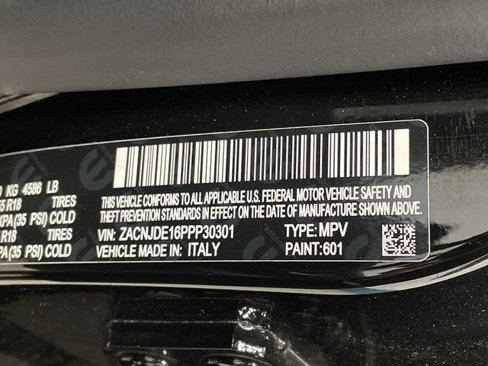 KG 4586 LB
R18 TIRES
KPA(35 PSI) COLD
R18 TIRES
PA(35 PSI) COLD
THIS VEHICLE CONFORMS TO ALL APPLICABLE U.S. FEDERAL MOTOR VEHICLE SAFETY AND
THEFT PREVENTION STANDARDS IN EFFECT ON THE DATE OF MANUFACTURE SHOWN ABOVE.
VIN: ZACNJDE16PPP30301 TYPE: MPV
VEHICLE MADE IN: ITALY PAINT: 601